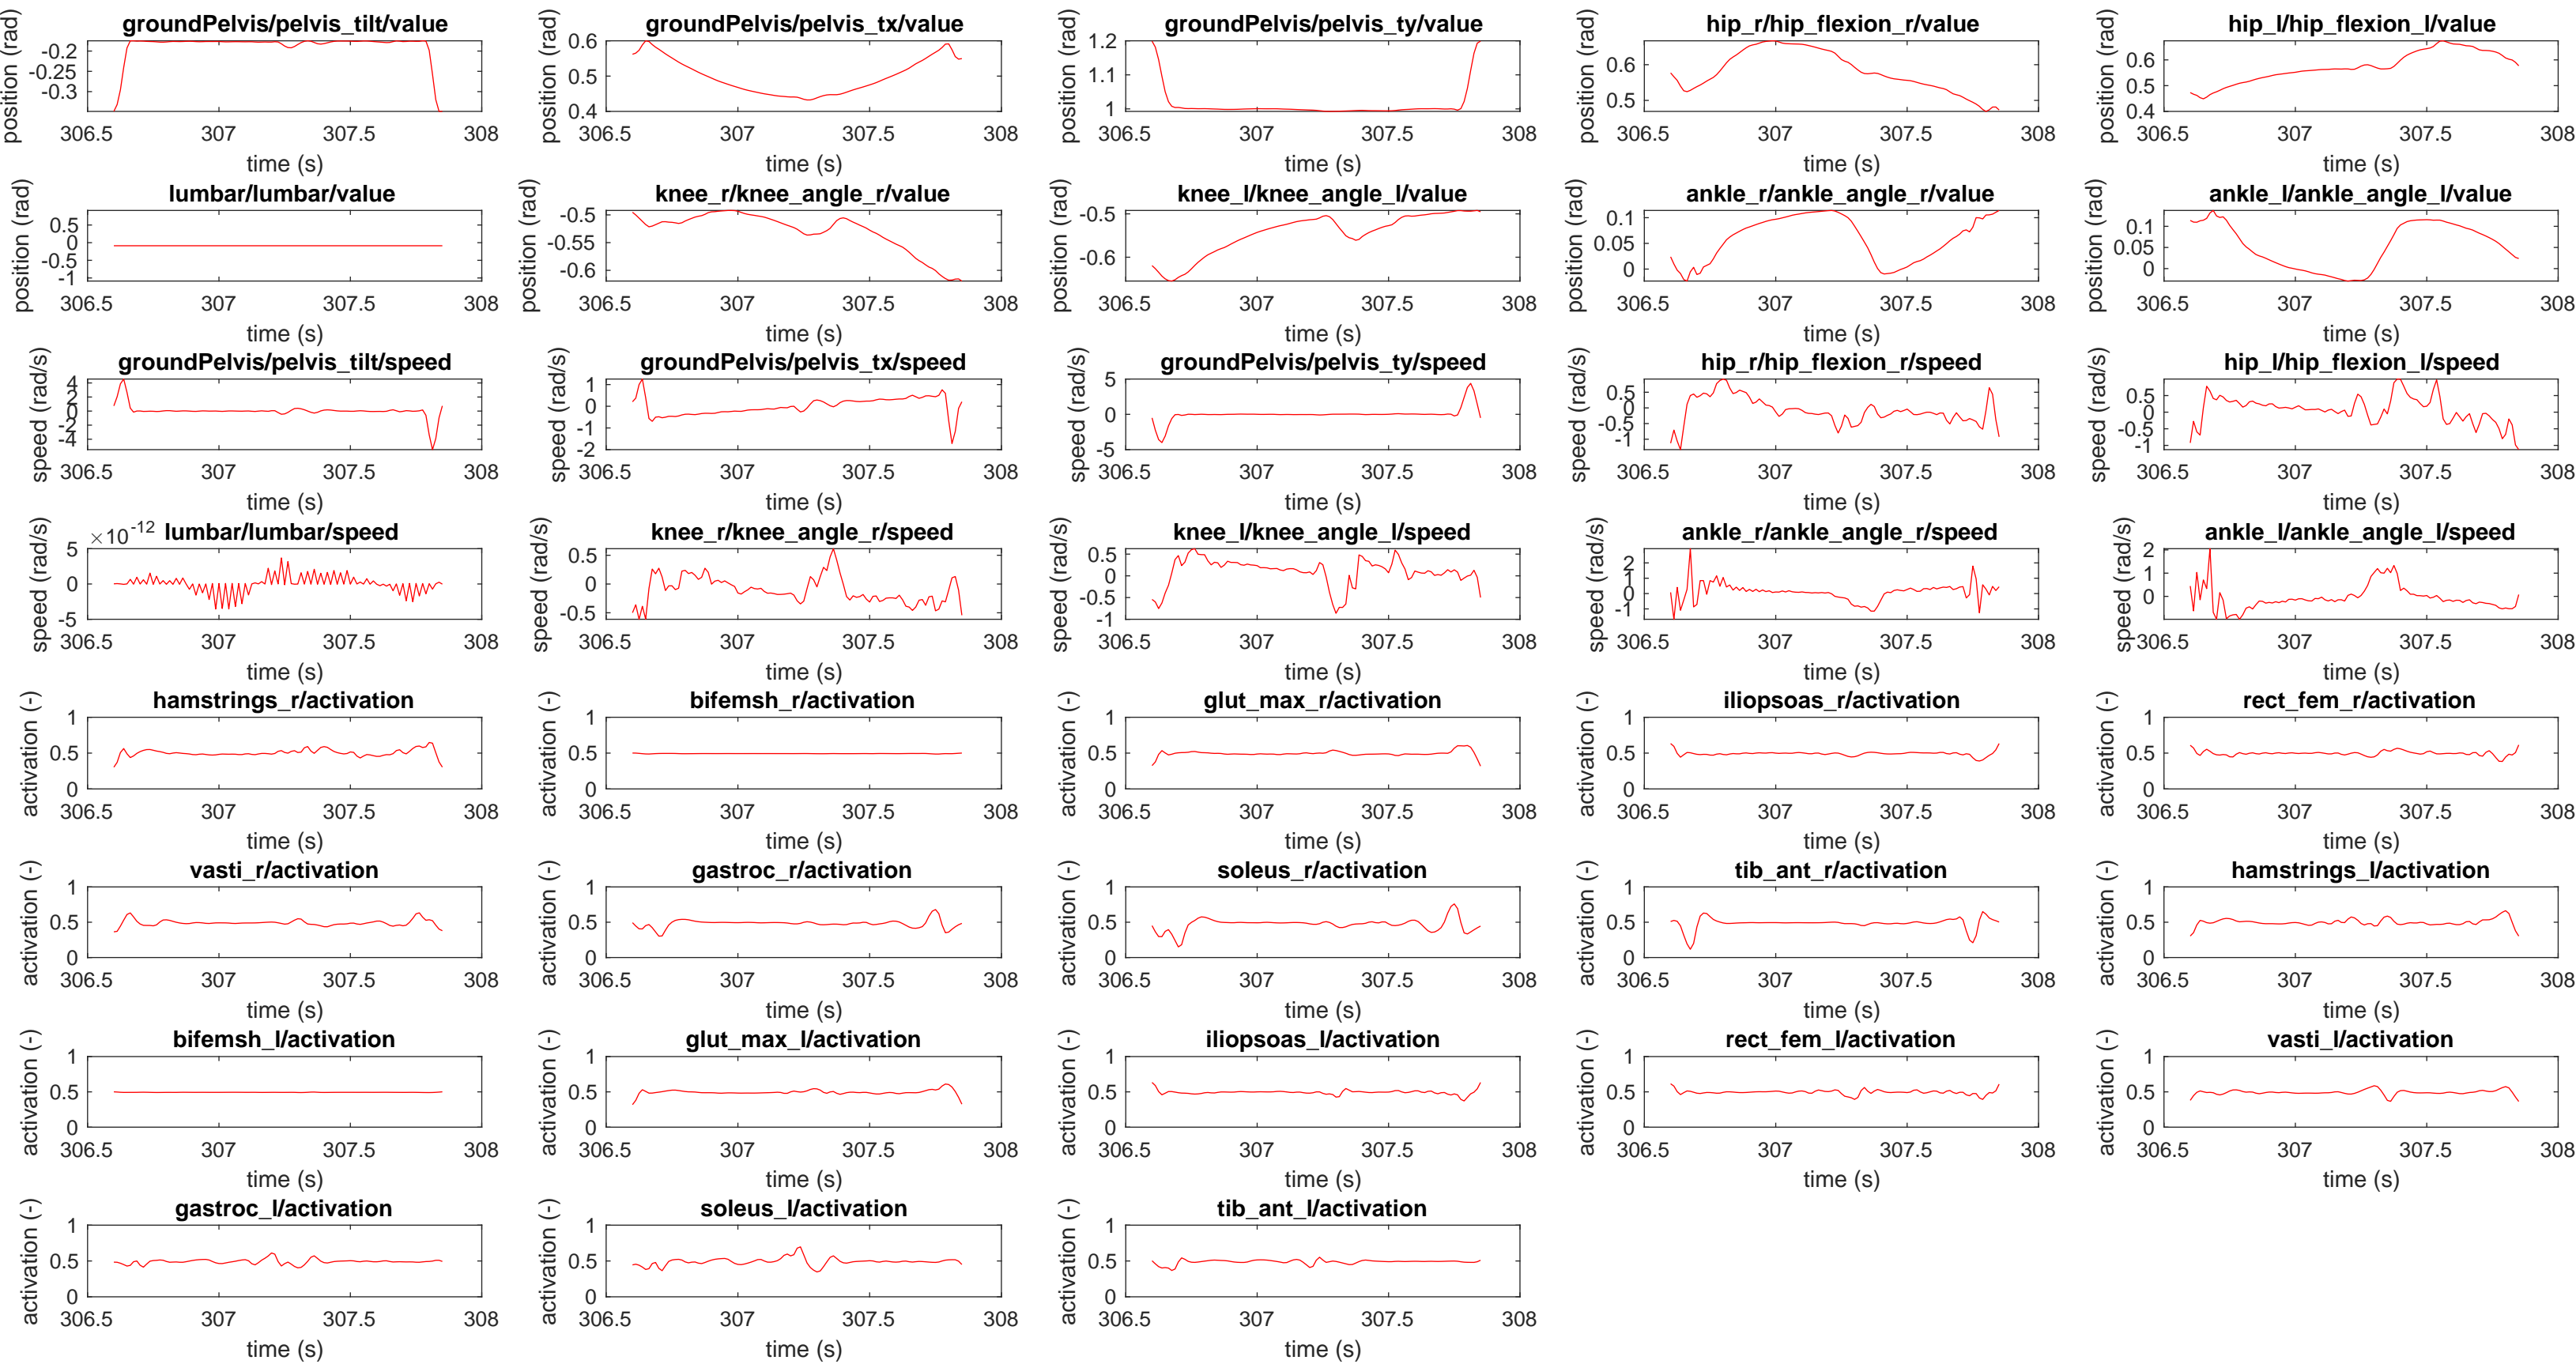 groundPelvis/pelvis_tilt/value
position (rad)
-0.2
-0.25
-0.3
306.5 307 307.5 308
time (s)
groundPelvis/pelvis_tx/value
position (rad)
0.6
0.5
0.4
306.5 307 307.5 308
time (s)
groundPelvis/pelvis_ty/value
position (rad)
1.2
1.1
1
306.5 307 307.5 308
time (s)
hip_r/hip_flexion_r/value
position (rad)
0.6
0.5
306.5 307 307.5 308
time (s)
hip_l/hip_flexion_l/value
position (rad)
0.6
0.5
0.4
306.5 307 307.5 308
time (s)
lumbar/lumbar/value
position (rad)
0.5
0
-0.5
-1
306.5 307 307.5 308
time (s)
knee_r/knee_angle_r/value
position (rad)
-0.5
-0.55
-0.6
306.5 307 307.5 308
time (s)
knee_l/knee_angle_l/value
position (rad)
-0.5
-0.6
306.5 307 307.5 308
time (s)
ankle_r/ankle_angle_r/value
position (rad)
0.1
0.05
0
306.5 307 307.5 308
time (s)
ankle_l/ankle_angle_l/value
position (rad)
0.1
0.05
0
306.5 307 307.5 308
time (s)
groundPelvis/pelvis_tilt/speed
speed (rad/s)
4
2
0
-2
-4
306.5 307 307.5 308
time (s)
groundPelvis/pelvis_tx/speed
speed (rad/s)
1
0
-1
-2
306.5 307 307.5 308
time (s)
groundPelvis/pelvis_ty/speed
speed (rad/s)
5
0
-5
306.5 307 307.5 308
time (s)
hip_r/hip_flexion_r/speed
speed (rad/s)
0.5
0
-0.5
-1
306.5 307 307.5 308
time (s)
hip_l/hip_flexion_l/speed
speed (rad/s)
0.5
0
-0.5
-1
306.5 307 307.5 308
time (s)
×10-12 lumbar/lumbar/speed
speed (rad/s)
5
0
-5
306.5 307 307.5 308
time (s)
knee_r/knee_angle_r/speed
speed (rad/s)
0.5
0
-0.5
306.5 307 307.5 308
time (s)
knee_l/knee_angle_l/speed
speed (rad/s)
0.5
0
-0.5
-1
306.5 307 307.5 308
time (s)
ankle_r/ankle_angle_r/speed
speed (rad/s)
2
1
0
-1
306.5 307 307.5 308
time (s)
ankle_l/ankle_angle_l/speed
speed (rad/s)
2
1
0
306.5 307 307.5 308
time (s)
hamstrings_r/activation
activation (-)
1
0.5
0
306.5 307 307.5 308
time (s)
bifemsh_r/activation
activation (-)
1
0.5
0
306.5 307 307.5 308
time (s)
glut_max_r/activation
activation (-)
1
0.5
0
306.5 307 307.5 308
time (s)
iliopsoas_r/activation
activation (-)
1
0.5
0
306.5 307 307.5 308
time (s)
rect_fem_r/activation
activation (-)
1
0.5
0
306.5 307 307.5 308
time (s)
vasti_r/activation
activation (-)
1
0.5
0
306.5 307 307.5 308
time (s)
gastroc_r/activation
activation (-)
1
0.5
0
306.5 307 307.5 308
time (s)
soleus_r/activation
activation (-)
1
0.5
0
306.5 307 307.5 308
time (s)
tib_ant_r/activation
activation (-)
1
0.5
0
306.5 307 307.5 308
time (s)
hamstrings_l/activation
activation (-)
1
0.5
0
306.5 307 307.5 308
time (s)
bifemsh_l/activation
activation (-)
1
0.5
0
306.5 307 307.5 308
time (s)
glut_max_l/activation
activation (-)
1
0.5
0
306.5 307 307.5 308
time (s)
iliopsoas_l/activation
activation (-)
1
0.5
0
306.5 307 307.5 308
time (s)
rect_fem_l/activation
activation (-)
1
0.5
0
306.5 307 307.5 308
time (s)
vasti_l/activation
activation (-)
1
0.5
0
306.5 307 307.5 308
time (s)
gastroc_l/activation
activation (-)
1
0.5
0
306.5 307 307.5 308
time (s)
soleus_l/activation
activation (-)
1
0.5
0
306.5 307 307.5 308
time (s)
tib_ant_l/activation
activation (-)
1
0.5
0
306.5 307 307.5 308
time (s)